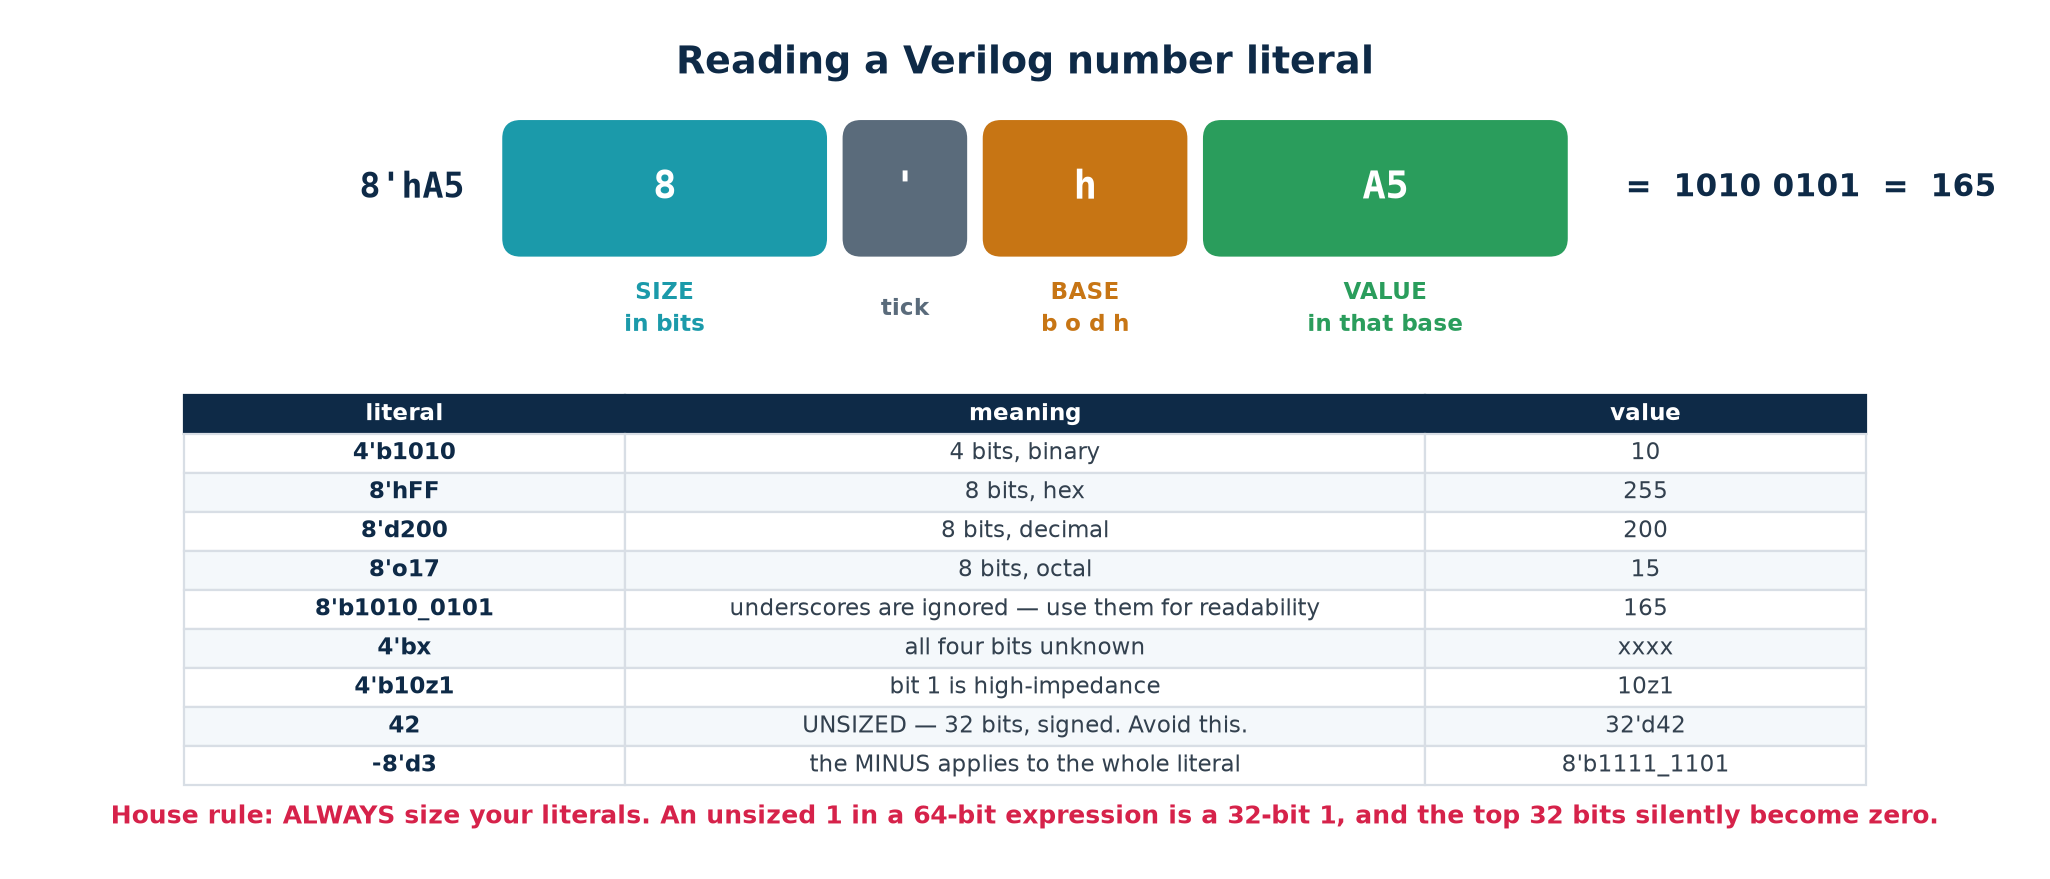 Reading a Verilog number literal
8'hA5 8 ' h A5 = 1010 0101 = 165
SIZE tick BASE VALUE
in bits b o d h in that base
literal meaning value
4'b1010 4 bits, binary 10
8'hFF 8 bits, hex 255
8'd200 8 bits, decimal 200
8'o17 8 bits, octal 15
8'b1010_0101 underscores are ignored — use them for readability 165
4'bx all four bits unknown xxxx
4'b10z1 bit 1 is high-impedance 10z1
42 UNSIZED — 32 bits, signed. Avoid this. 32'd42
-8'd3 the MINUS applies to the whole literal 8'b1111_1101
House rule: ALWAYS size your literals. An unsized 1 in a 64-bit expression is a 32-bit 1, and the top 32 bits silently become zero.